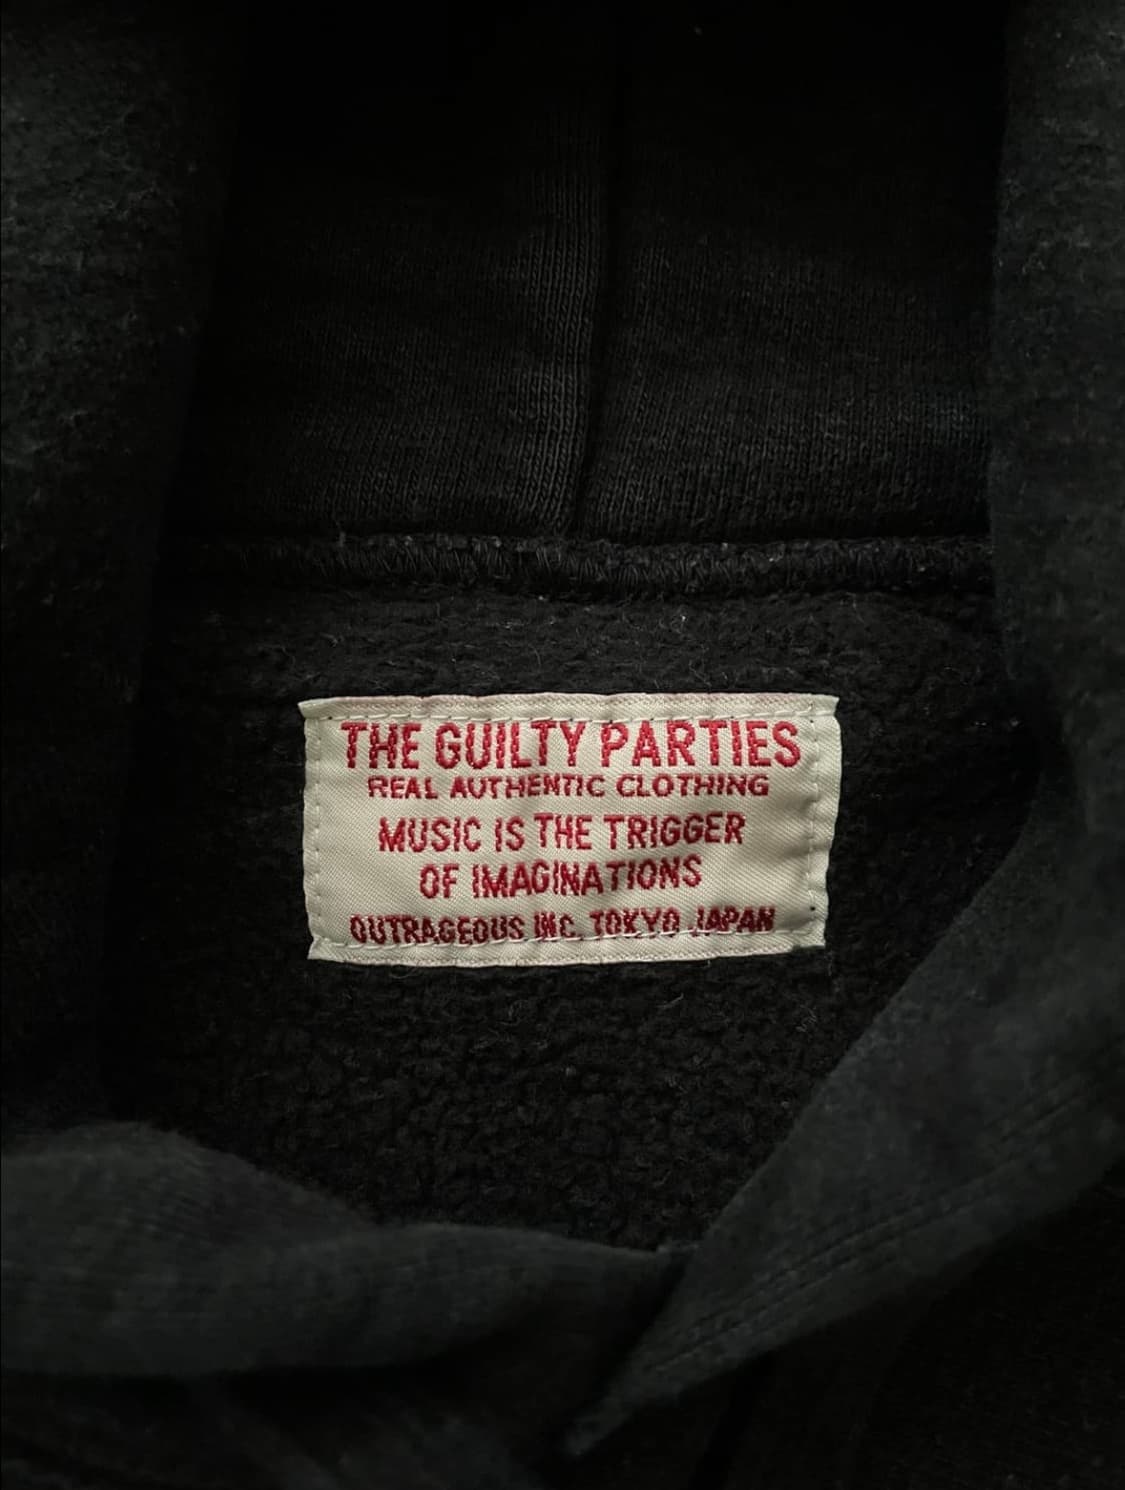 THE GUILTY PARTIES
REAL AUTHENTIC CLOTHING
MUSIC IS THE TRIGGER
OF IMAGINATIONS
OUTRAGEOUS INC. TOKYO JAPAN